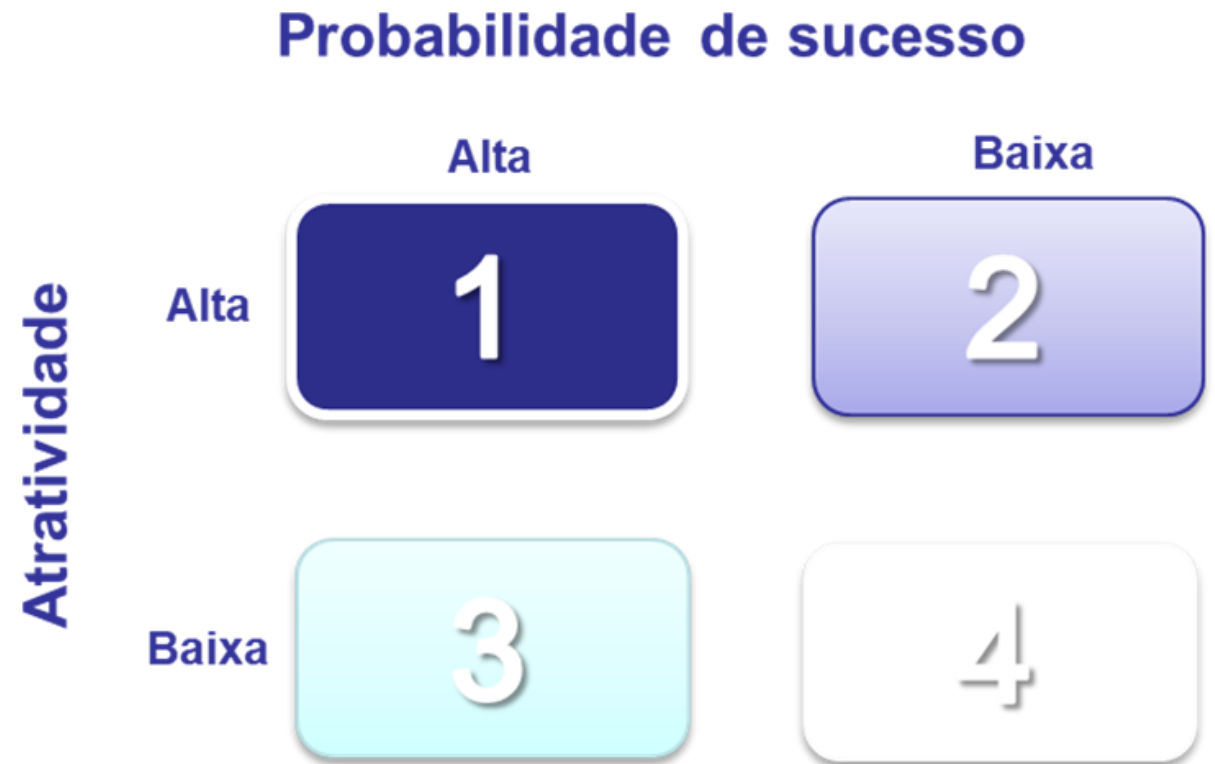 Probabilidade de sucesso
Alta
Baixa
Atratividade
Alta
1
2
Baixa
3
4